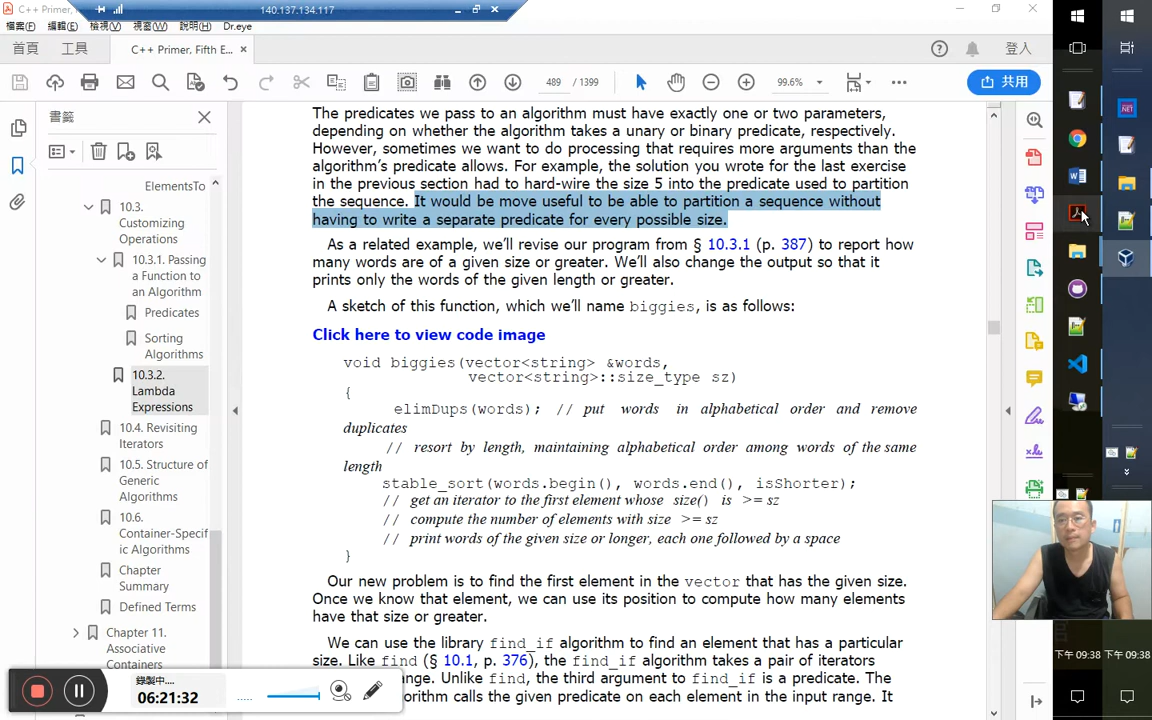 C++ Primer,
140.137.134.117
檔案(F) 編輯(E) 檢視(V) 視窗(W) 說明(H) Dr.eye
首頁 工具 C++ Primer, Fifth E... × 登入
489 / 1399 99.6% 共用
書籤
ElementsTo
10.3.
Customizing
Operations
10.3.1. Passing
a Function to
an Algorithm
Predicates
Sorting
Algorithms
10.3.2.
Lambda
Expressions
10.4. Revisiting
Iterators
10.5. Structure of
Generic
Algorithms
10.6.
Container-Specif
ic Algorithms
Chapter
Summary
Defined Terms
Chapter 11.
Associative
Containers
The predicates we pass to an algorithm must have exactly one or two parameters,
depending on whether the algorithm takes a unary or binary predicate, respectively.
However, sometimes we want to do processing that requires more arguments than the
algorithm's predicate allows. For example, the solution you wrote for the last exercise
in the previous section had to hard-wire the size 5 into the predicate used to partition
the sequence. It would be move useful to be able to partition a sequence without
having to write a separate predicate for every possible size.
As a related example, we'll revise our program from § 10.3.1 (p. 387) to report how
many words are of a given size or greater. We'll also change the output so that it
prints only the words of the given length or greater.
A sketch of this function, which we'll name biggies, is as follows:
Click here to view code image
void biggies(vector<string> &words,
vector<string>::size_type sz)
{
elimDups(words); // put words in alphabetical order and remove
duplicates
// resort by length, maintaining alphabetical order among words of the same
length
stable_sort(words.begin(), words.end(), isShorter);
// get an iterator to the first element whose size() is >= sz
// compute the number of elements with size >= sz
// print words of the given size or longer, each one followed by a space
}
Our new problem is to find the first element in the vector that has the given size.
Once we know that element, we can use its position to compute how many elements
have that size or greater.
We can use the library find_if algorithm to find an element that has a particular
size. Like find (§ 10.1, p. 376), the find_if algorithm takes a pair of iterators
ange. Unlike find, the third argument to find_if is a predicate. The
orithm calls the given predicate on each element in the input range. It
錄製中....
06:21:32
.NET
下午 09:38 下午 09:38